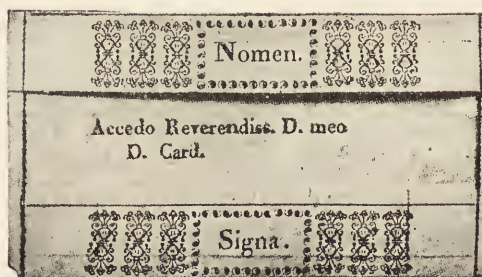 Nomen.
Accedo Reverendiss. D. meo
D. Card.
Signa.